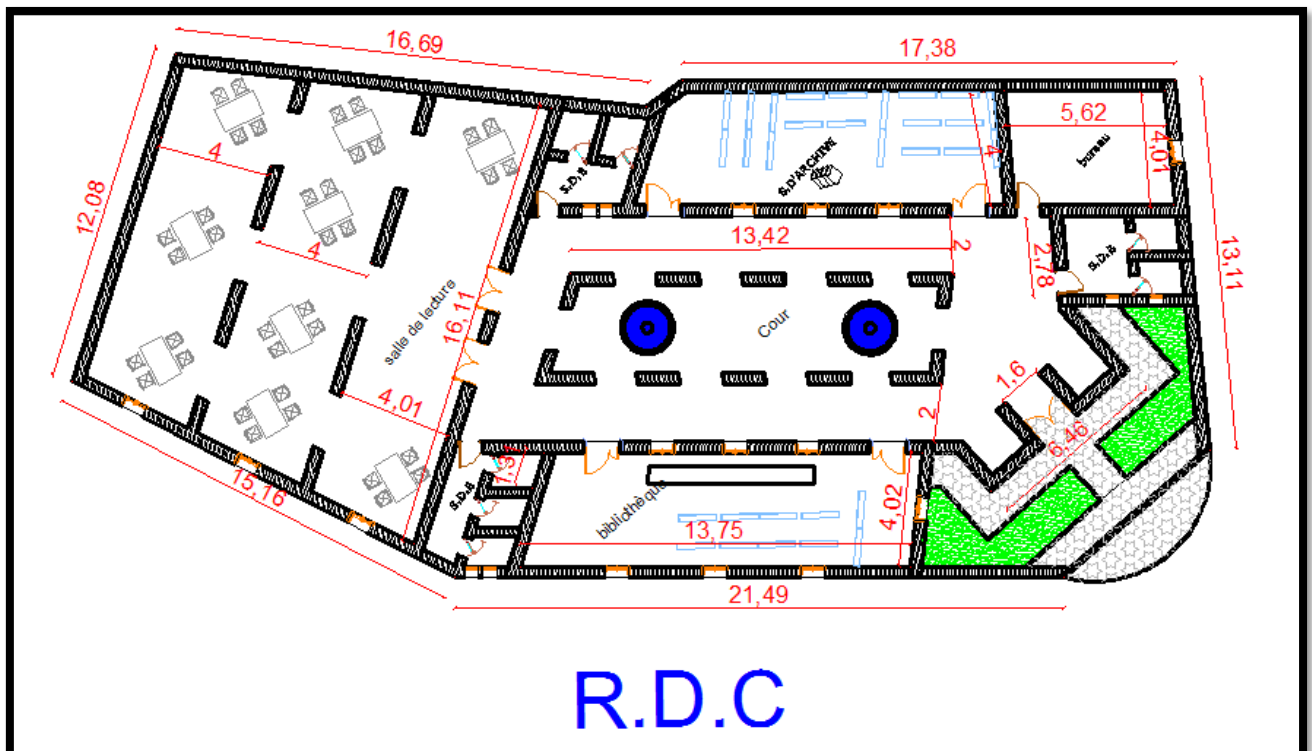 16,69
17,38
5,62
4,01
bureau
4
S.D'ARCHIVE
4
12,08
S.D.B
13,42
2
2,78
S.D.B
13,11
4
salle de lecture
16,11
Cour
1,6
4,01
2
6,46
15,16
S.D.B
1,3
bibliothèque
4,02
13,75
21,49
R.D.C